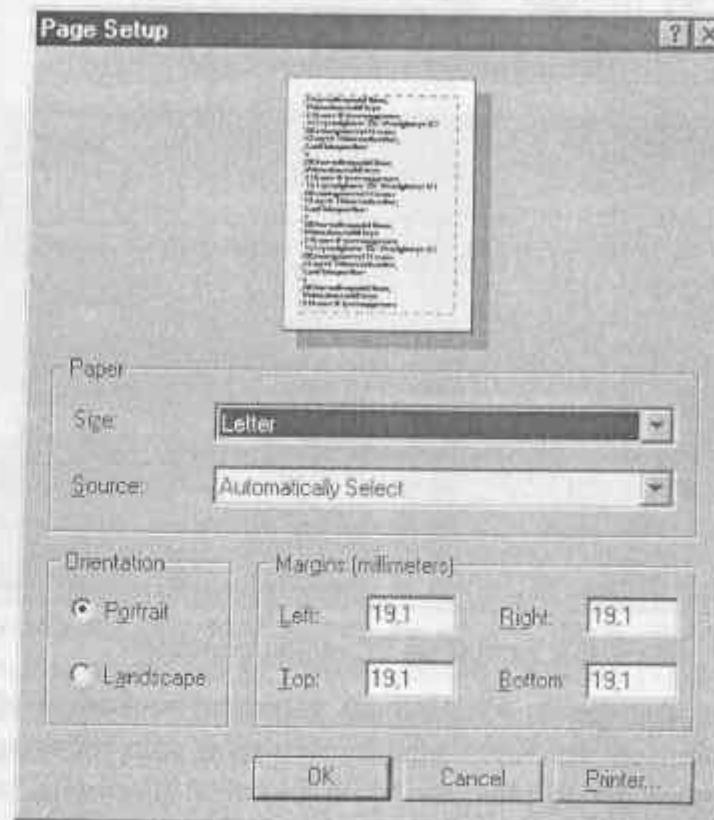 Page Setup
Paper
Size: Letter
Source: Automatically Select
Orientation
Portrait
Landscape
Margins (millimeters)
Left: 19,1 Right: 19,1
Top: 19,1 Bottom: 19,1
OK Cancel Printer...